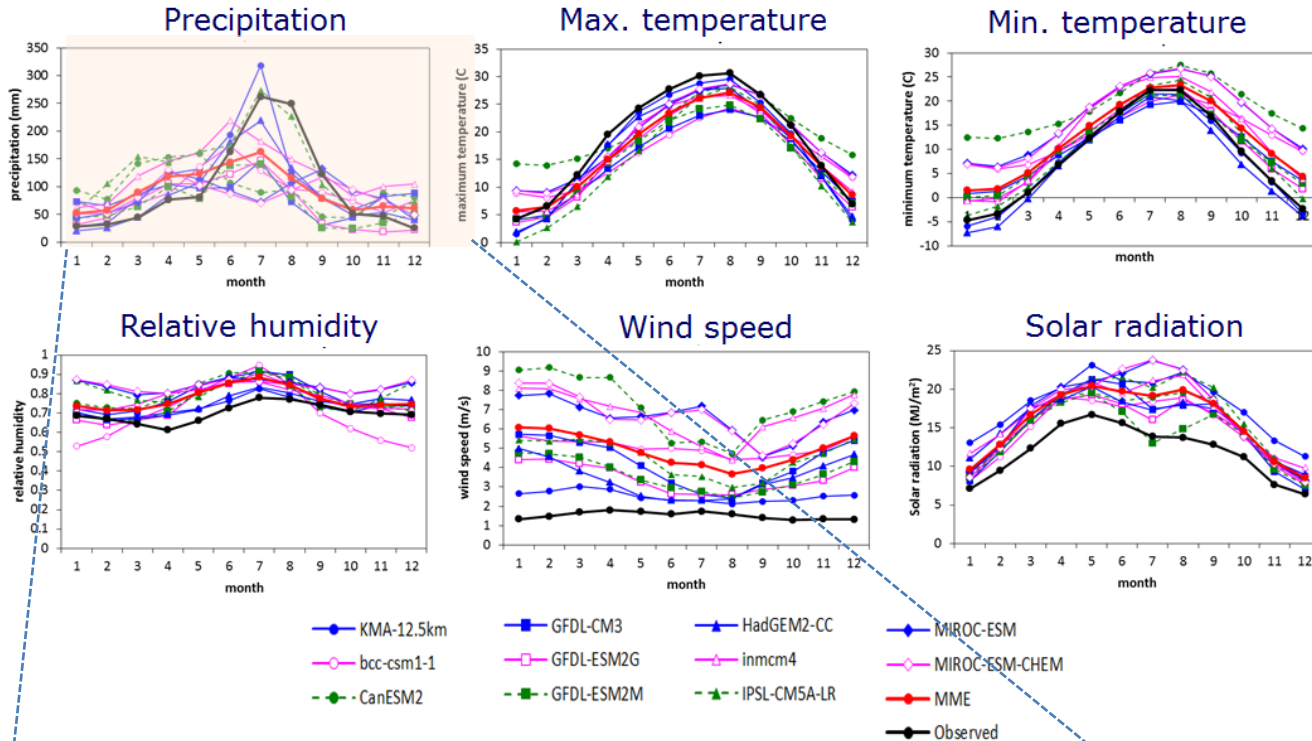 Precipitation
Max. temperature
Min. temperature
precipitation (mm)
350
300
250
200
150
100
50
0
1 2 3 4 5 6 7 8 9 10 11 12
month
maximum temperature (C
35
30
25
20
15
10
5
0
1 2 3 4 5 6 7 8 9 10 11 12
month
minimum temperature (C)
30
25
20
15
10
5
0
-5
-10
1 2 3 4 5 6 7 8 9 10 11 12
month
Relative humidity
Wind speed
Solar radiation
relative humidity
1
0.9
0.8
0.7
0.6
0.5
0.4
0.3
0.2
0.1
0
1 2 3 4 5 6 7 8 9 10 11 12
month
wind speed (m/s)
10
9
8
7
6
5
4
3
2
1
0
1 2 3 4 5 6 7 8 9 10 11 12
month
Solar radiation (MJ/m²)
25
20
15
10
5
0
1 2 3 4 5 6 7 8 9 10 11 12
month
KMA-12.5km
GFDL-CM3
HadGEM2-CC
MIROC-ESM
bcc-csm1-1
GFDL-ESM2G
inmcm4
MIROC-ESM-CHEM
CanESM2
GFDL-ESM2M
IPSL-CM5A-LR
MME
Observed